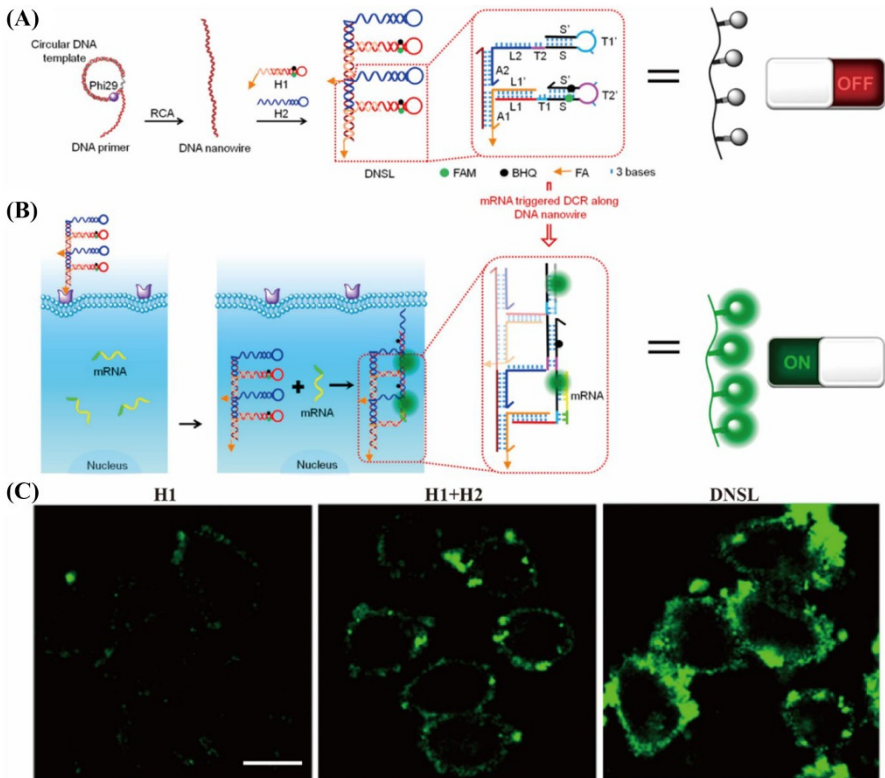 (A)
Circular DNA
template
Phi29
DNA primer
RCA
DNA nanowire
H1
H2
DNSL
S'
T1'
L2
T2
S
A2
L1'
S'
T2'
L1
T1
S
A1
=
OFF
FAM
BHQ
FA
3 bases
mRNA triggered DCR along
DNA nanowire
(B)
mRNA
Nucleus
+
mRNA
Nucleus
mRNA
=
ON
(C)
H1
H1+H2
DNSL